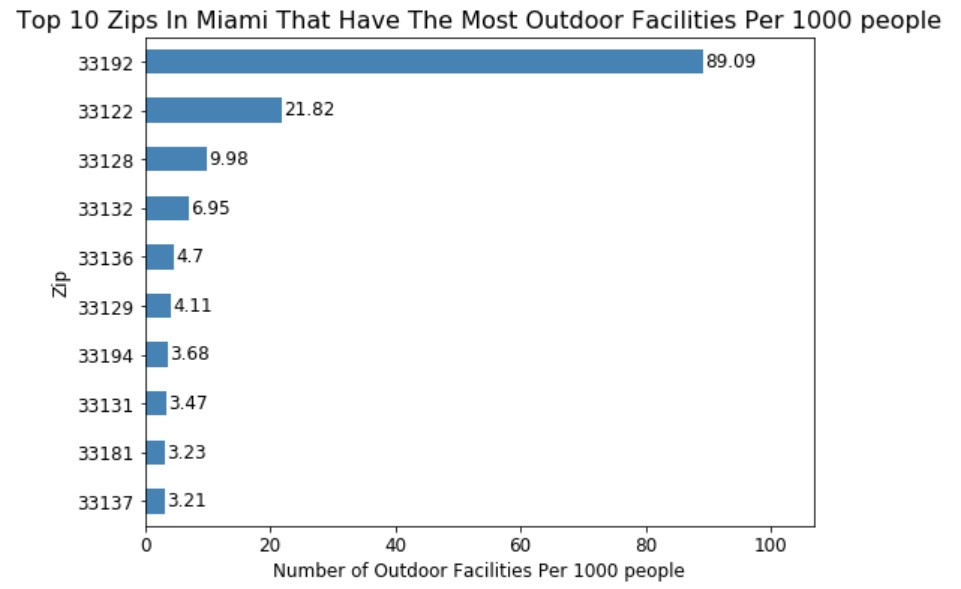 Top 10 Zips In Miami That Have The Most Outdoor Facilities Per 1000 people
33192 89.09
33122 21.82
33128 9.98
33132 6.95
33136 4.7
Zip
33129 4.11
33194 3.68
33131 3.47
33181 3.23
33137 3.21
0 20 40 60 80 100
Number of Outdoor Facilities Per 1000 people